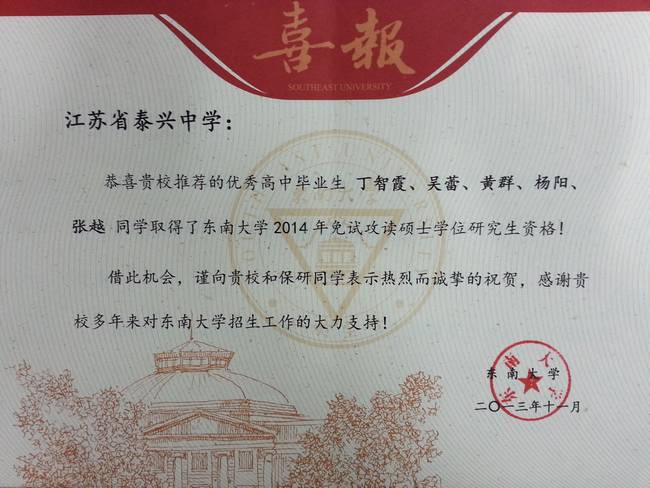 喜報
SOUTHEAST UNIVERSITY
江苏省泰兴中学：
恭喜贵校推荐的优秀高中毕业生 丁智霞、吴蕾、黄群、杨阳、
张越 同学取得了东南大学2014年免试攻读硕士学位研究生资格！
借此机会，谨向贵校和保研同学表示热烈而诚挚的祝贺，感谢贵
校多年来对东南大学招生工作的大力支持！
东南大学
东南大学
二〇一三年十一月